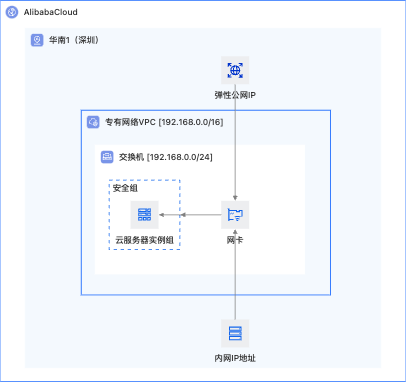 AlibabaCloud
华南1（深圳）
弹性公网IP
专有网络VPC [192.168.0.0/16]
交换机 [192.168.0.0/24]
安全组
云服务器实例组
网卡
内网IP地址